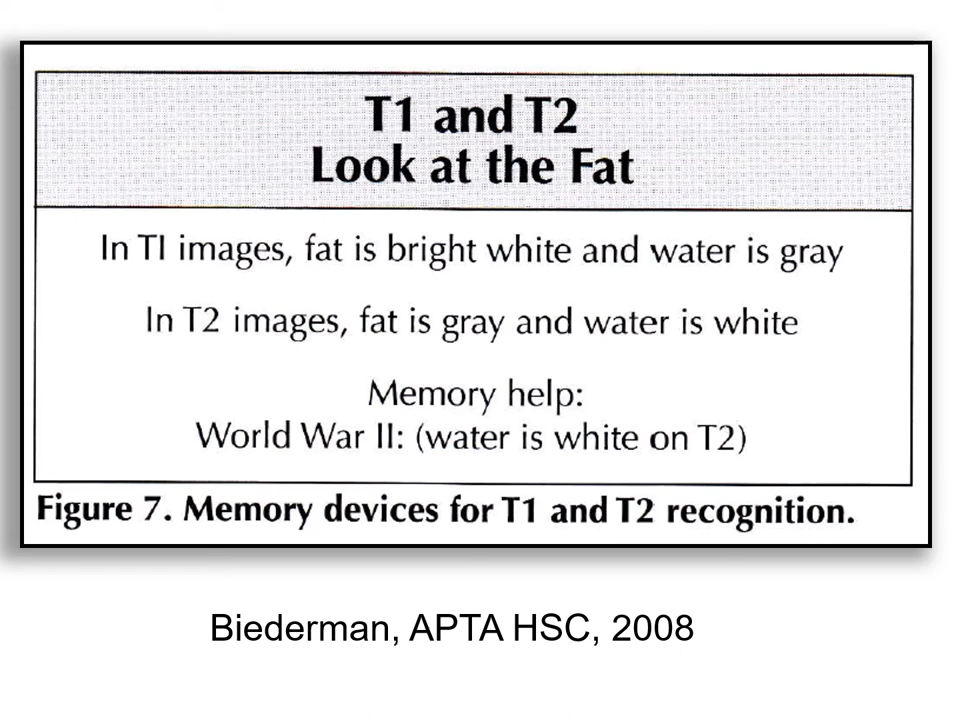 T1 and T2
Look at the Fat
In TI images, fat is bright white and water is gray
In T2 images, fat is gray and water is white
Memory help:
World War II: (water is white on T2)
Figure 7. Memory devices for T1 and T2 recognition.
Biederman, APTA HSC, 2008